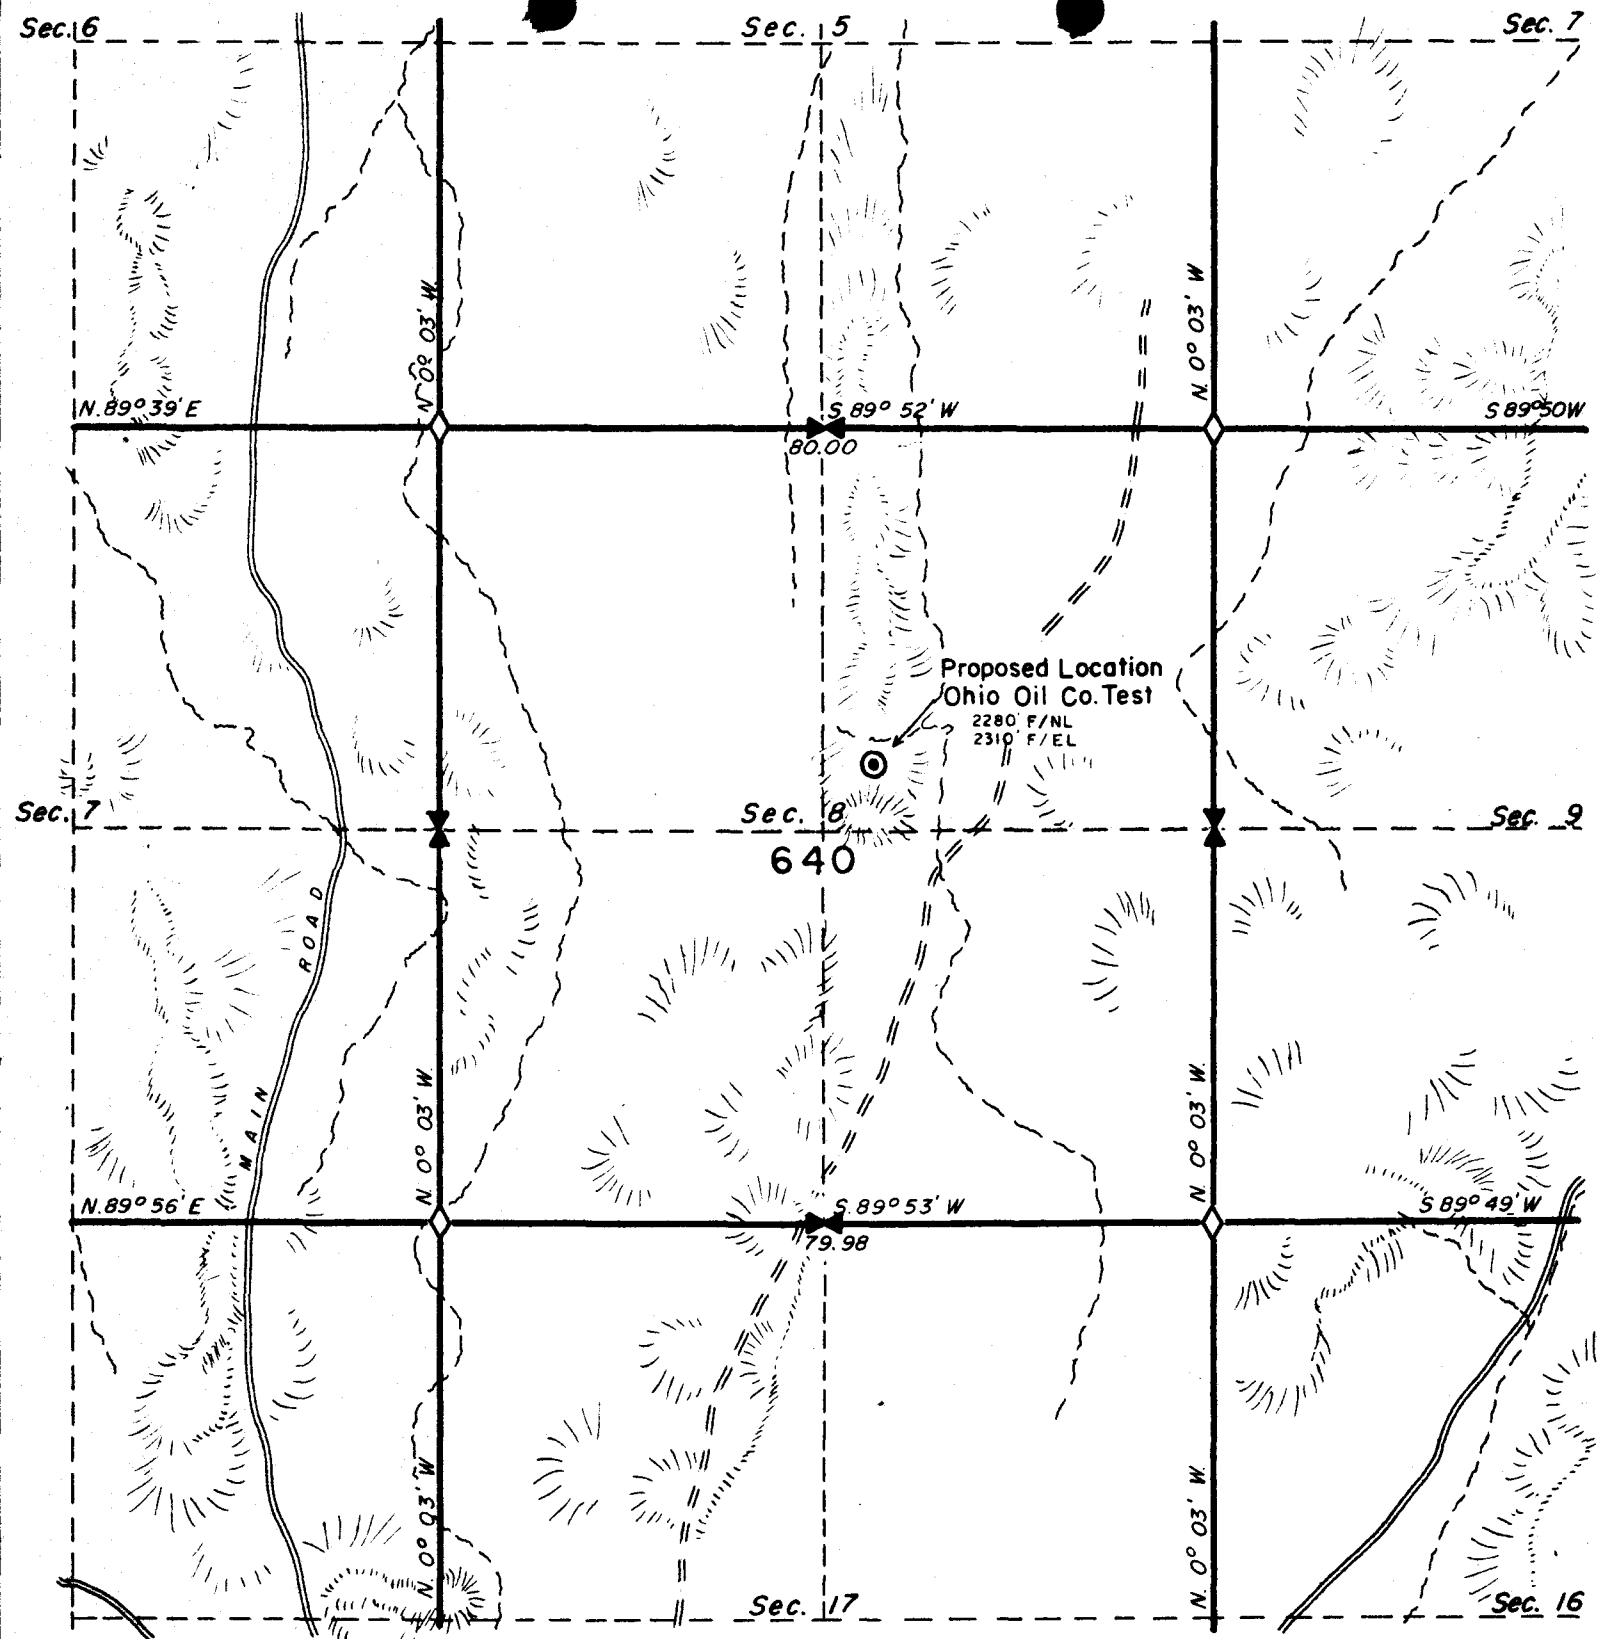 Sec. 6
Sec. 5
Sec. 7
N. 0° 03' W.
N. 0° 03' W
N. 89° 39' E
S 89° 52' W
S 89° 50W
80.00
Proposed Location
Ohio Oil Co. Test
2280' F/NL
2310' F/EL
Sec. 7
Sec. 8
Sec. 9
640
MAIN ROAD
N. 0° 03' W.
N. 0° 03' W.
N. 89° 56' E
S. 89° 53' W
S 89° 49' W
79.98
N. 0° 03' W
N. 0° 03' W.
Sec. 17
Sec. 16